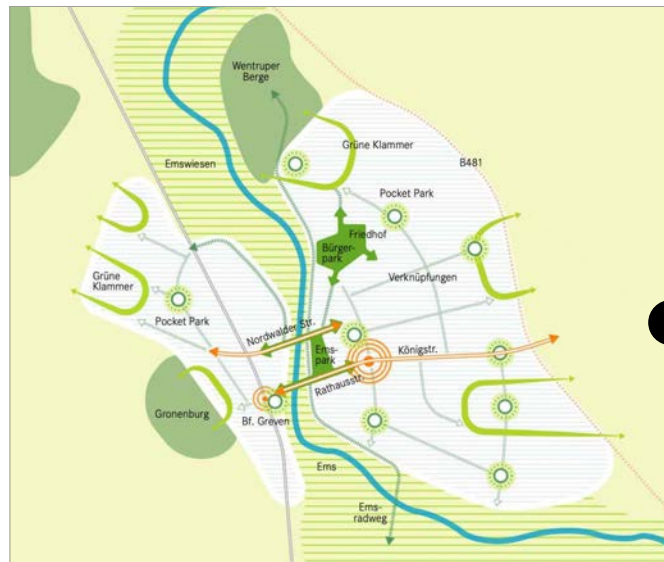 Wentruper
Berge
Grüne Klammer
B481
Emswiesen
Pocket Park
Friedhof
Bürger-
park
Verknüpfungen
Grüne
Klammer
Pocket Park
Nordwalder Str.
Ems-
park
Königstr.
Rathausstr.
Gronenburg
Bf. Greven
Ems
Ems-
radweg